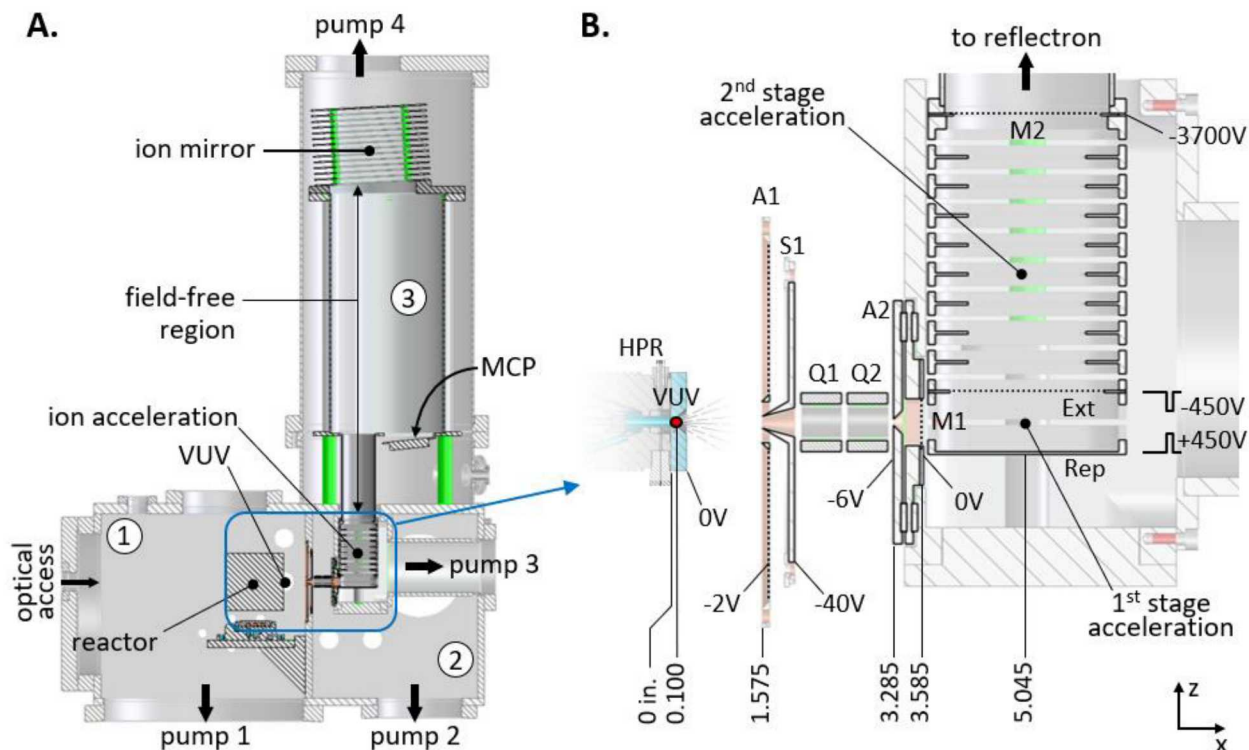 A.
pump 4
ion mirror
field-free
region
3
MCP
ion acceleration
VUV
1
optical
access
pump 3
reactor
2
pump 1
pump 2
B.
to reflectron
2nd stage
acceleration
M2
-3700V
A1
S1
A2
HPR
VUV
Q1
Q2
M1
Ext
-450V
+450V
Rep
0V
-6V
0V
-2V
-40V
1st stage
acceleration
0 in.
0.100
1.575
3.285
3.585
5.045
z
x